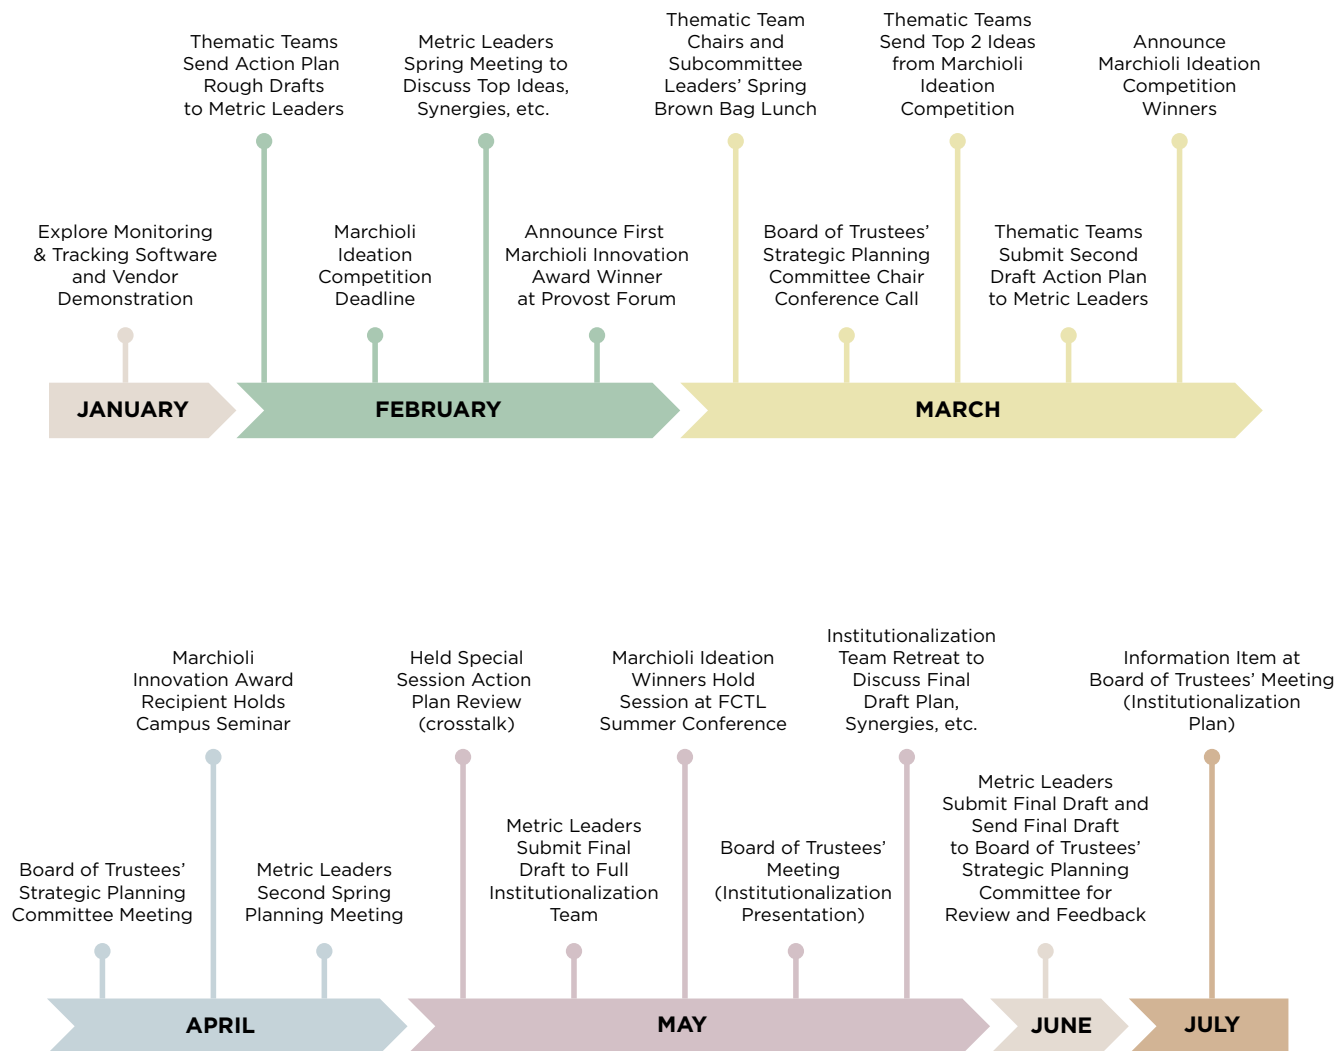 Thematic Teams
Send Action Plan
Rough Drafts
to Metric Leaders
Metric Leaders
Spring Meeting to
Discuss Top Ideas,
Synergies, etc.
Thematic Team
Chairs and
Subcommittee
Leaders’ Spring
Brown Bag Lunch
Thematic Teams
Send Top 2 Ideas
from Marchioli
Ideation
Competition
Announce
Marchioli Ideation
Competition
Winners
Explore Monitoring
& Tracking Software
and Vendor
Demonstration
Marchioli
Ideation
Competition
Deadline
Announce First
Marchioli Innovation
Award Winner
at Provost Forum
Board of Trustees’
Strategic Planning
Committee Chair
Conference Call
Thematic Teams
Submit Second
Draft Action Plan
to Metric Leaders
JANUARY
FEBRUARY
MARCH
Marchioli
Innovation Award
Recipient Holds
Campus Seminar
Held Special
Session Action
Plan Review
(crosstalk)
Marchioli Ideation
Winners Hold
Session at FCTL
Summer Conference
Institutionalization
Team Retreat to
Discuss Final
Draft Plan,
Synergies, etc.
Information Item at
Board of Trustees’ Meeting
(Institutionalization
Plan)
Board of Trustees’
Strategic Planning
Committee Meeting
Metric Leaders
Second Spring
Planning Meeting
Metric Leaders
Submit Final
Draft to Full
Institutionalization
Team
Board of Trustees’
Meeting
(Institutionalization
Presentation)
Metric Leaders
Submit Final Draft and
Send Final Draft
to Board of Trustees’
Strategic Planning
Committee for
Review and Feedback
APRIL
MAY
JUNE
JULY